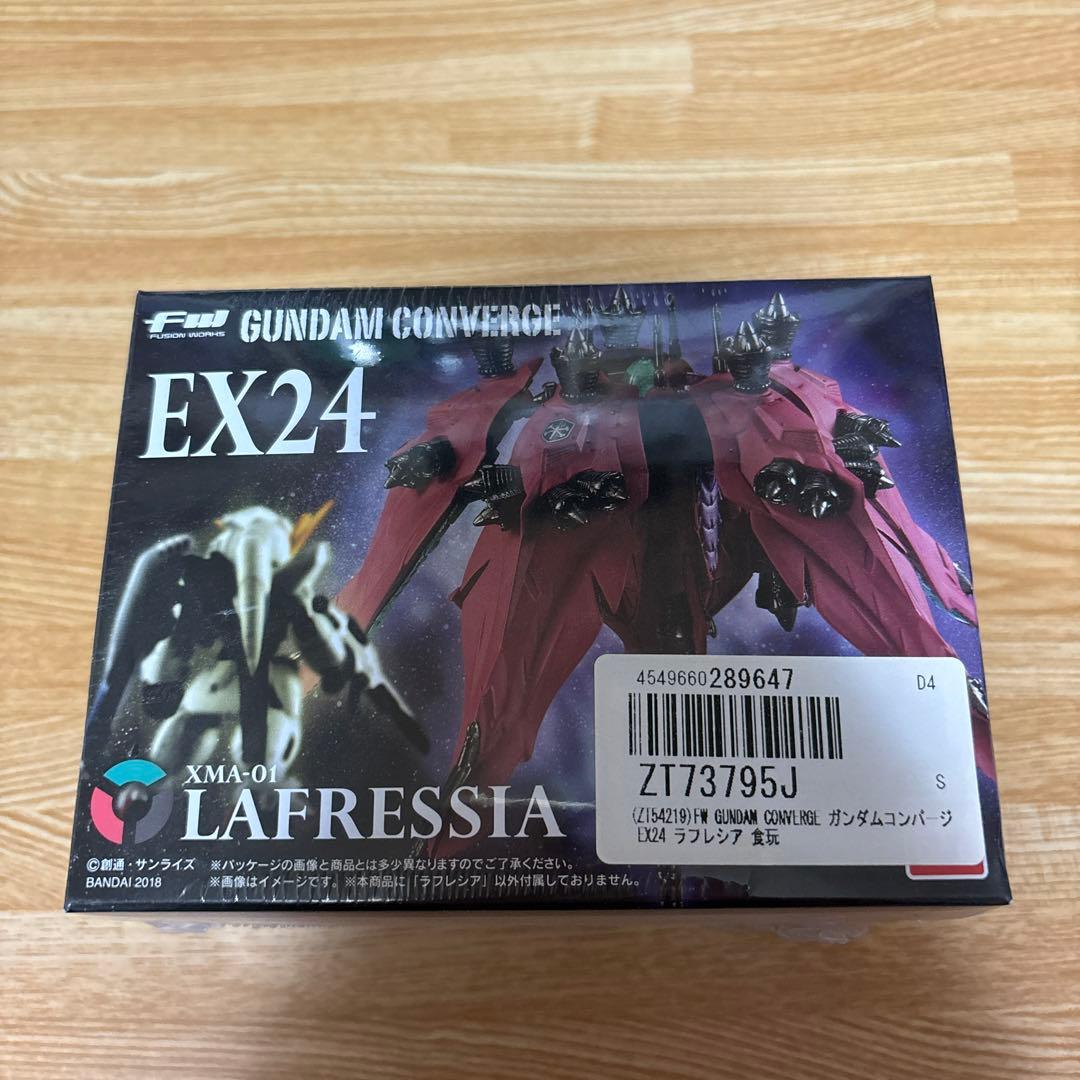 FW
FUSION WORKS
GUNDAM CONVERGE
EX24
XMA-01
LAFRESSIA
©創通・サンライズ
BANDAI 2018
※パッケージの画像と商品とは多少異なりますのでご了承ください。
※画像はイメージです。※本商品に「ラフレシア」以外付属しておりません。
4549660289647 D4
ZT73795J S
(ZT54219)FW GUNDAM CONVERGE ガンダムコンバージ
EX24 ラフレシア 食玩